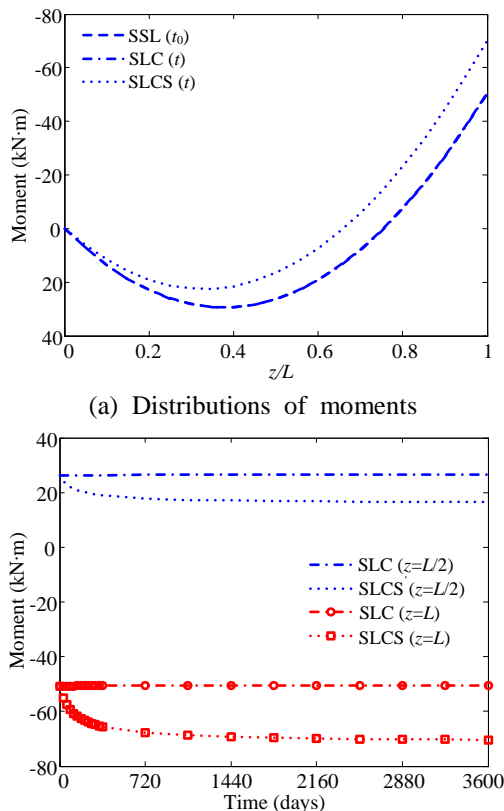 -80
-60
-40
-20
0
20
40
Moment (kN·m)
SSL (t₀)
SLC (t)
SLCS (t)
0
0.2
0.4
0.6
0.8
1
z/L
(a) Distributions of moments
40
20
0
-20
-40
-60
-80
Moment (kN·m)
SLC (z=L/2)
SLCS (z=L/2)
SLC (z=L)
SLCS (z=L)
0
720
1440
2160
2880
3600
Time (days)